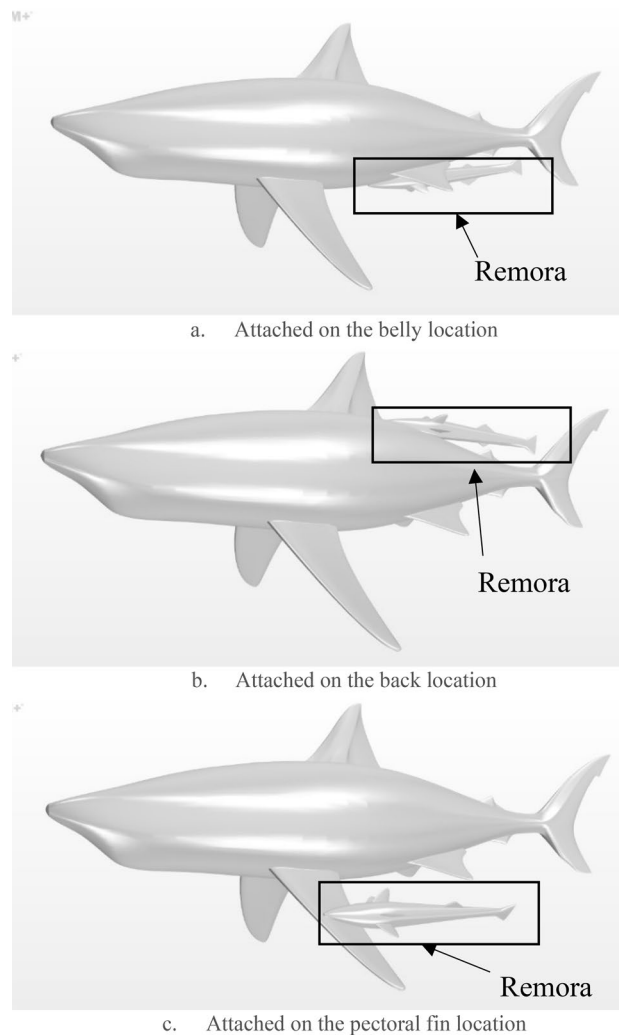 Remora
a. Attached on the belly location
Remora
b. Attached on the back location
Remora
c. Attached on the pectoral fin location